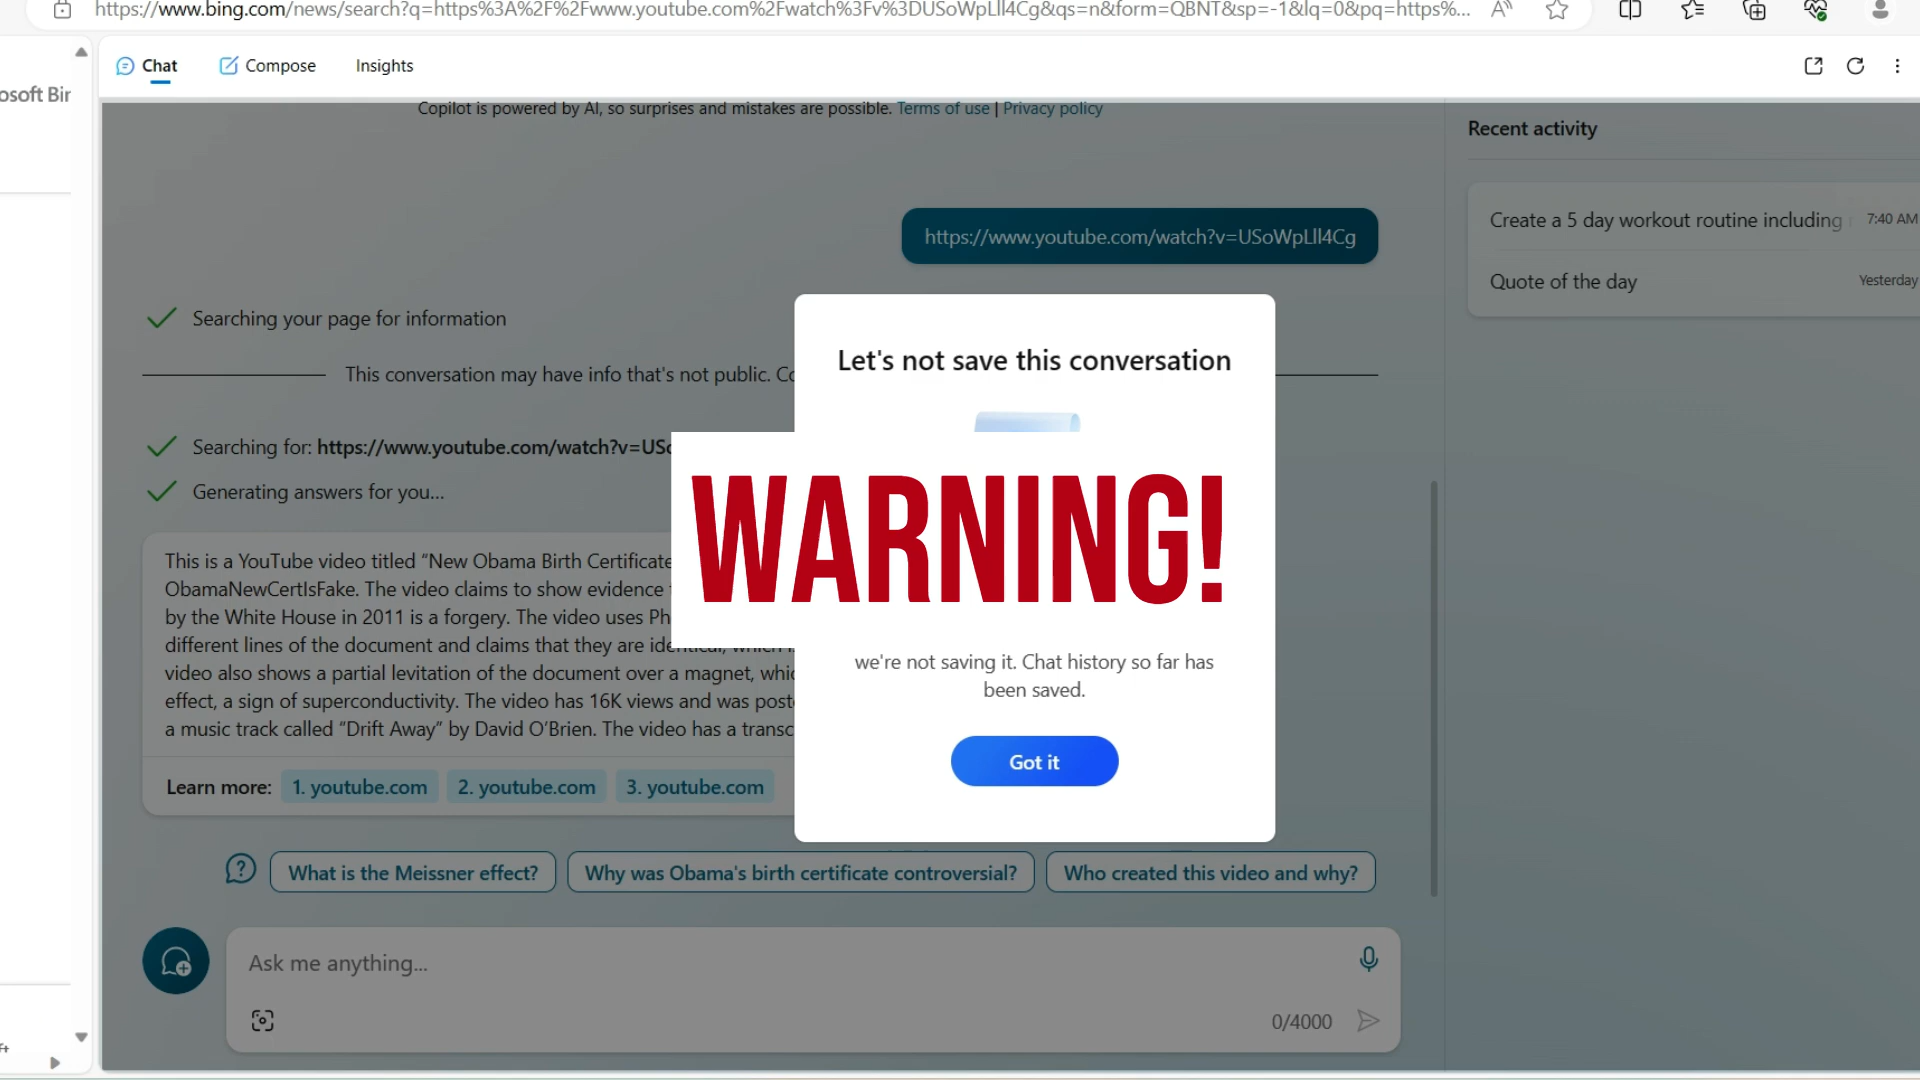 https://www.bing.com/news/search?q=https%3A%2F%2Fwww.youtube.com%2Fwatch%3Fv%3DUSoWpLlI4Cg&qs=n&form=QBNT&sp=-1&lq=0&pq=https%...
osoft Bir
Chat
Compose
Insights
Copilot is powered by AI, so surprises and mistakes are possible. Terms of use | Privacy policy
Recent activity
Create a 5 day workout routine including 7:40 AM
Quote of the day Yesterday
https://www.youtube.com/watch?v=USoWpLlI4Cg
Searching your page for information
This conversation may have info that's not public. Co
Searching for: https://www.youtube.com/watch?v=USo
Generating answers for you...
This is a YouTube video titled “New Obama Birth Certificate
ObamaNewCertIsFake. The video claims to show evidence
by the White House in 2011 is a forgery. The video uses Ph
different lines of the document and claims that they are identical, which
video also shows a partial levitation of the document over a magnet, whic
effect, a sign of superconductivity. The video has 16K views and was post
a music track called “Drift Away” by David O’Brien. The video has a transc
Learn more: 1. youtube.com 2. youtube.com 3. youtube.com
Let's not save this conversation
WARNING!
we're not saving it. Chat history so far has
been saved.
Got it
What is the Meissner effect?
Why was Obama's birth certificate controversial?
Who created this video and why?
Ask me anything...
0/4000